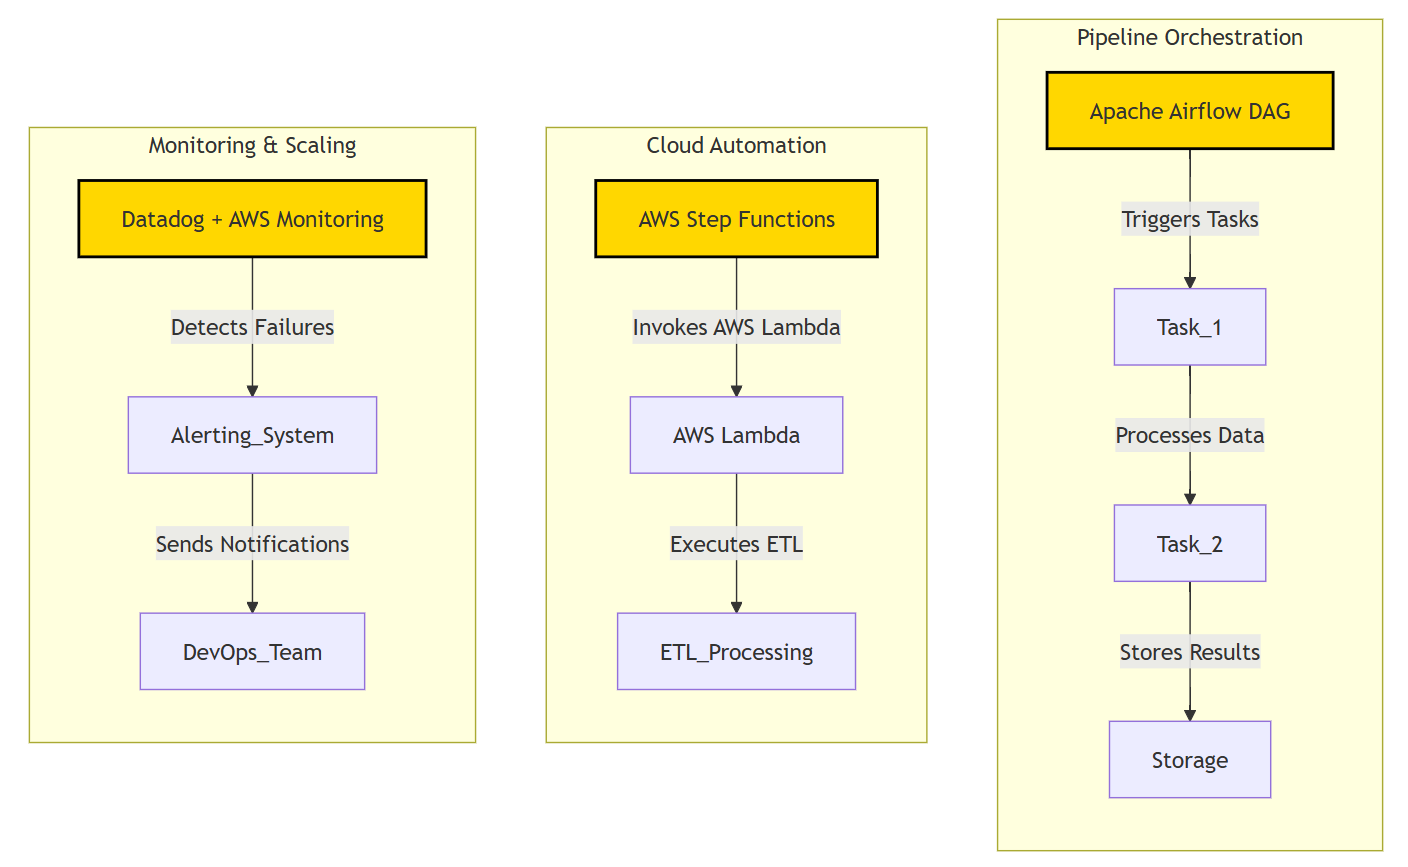 Monitoring & Scaling
Datadog + AWS Monitoring
Detects Failures
Alerting_System
Sends Notifications
DevOps_Team
Cloud Automation
AWS Step Functions
Invokes AWS Lambda
AWS Lambda
Executes ETL
ETL_Processing
Pipeline Orchestration
Apache Airflow DAG
Triggers Tasks
Task_1
Processes Data
Task_2
Stores Results
Storage